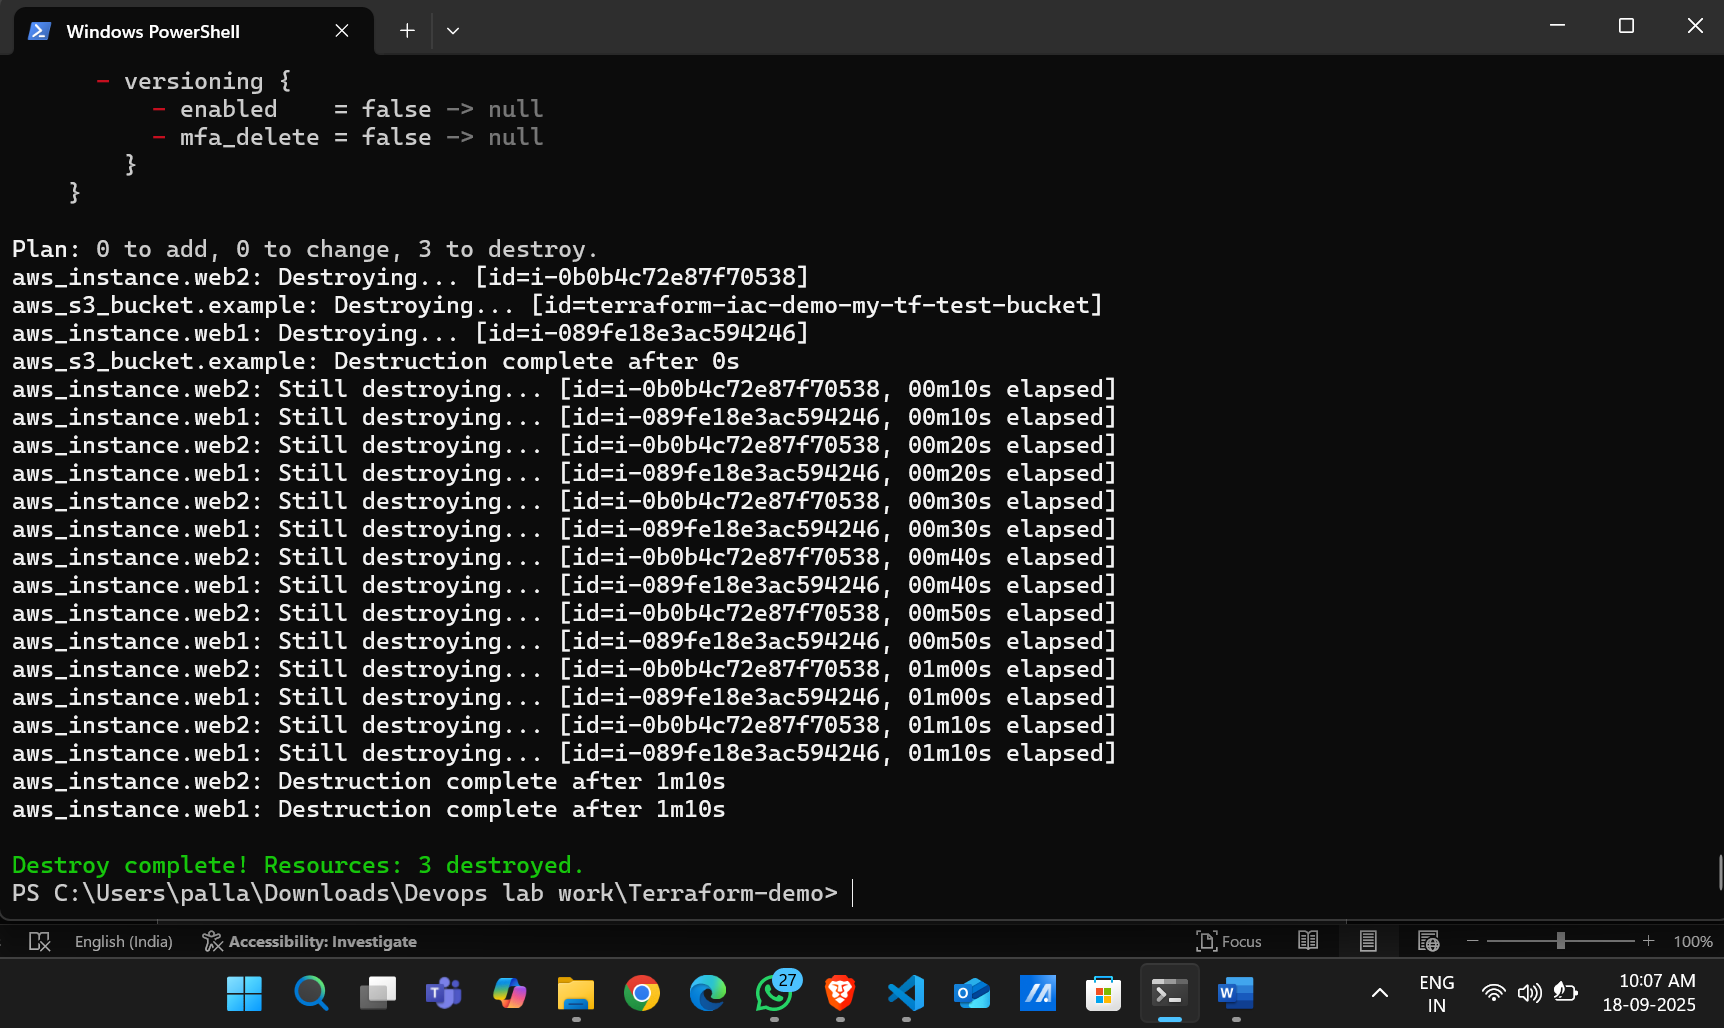 Windows PowerShell
- versioning {
- enabled    = false -> null
- mfa_delete = false -> null
}
}
Plan: 0 to add, 0 to change, 3 to destroy.
aws_instance.web2: Destroying... [id=i-0b0b4c72e87f70538]
aws_s3_bucket.example: Destroying... [id=terraform-iac-demo-my-tf-test-bucket]
aws_instance.web1: Destroying... [id=i-089fe18e3ac594246]
aws_s3_bucket.example: Destruction complete after 0s
aws_instance.web2: Still destroying... [id=i-0b0b4c72e87f70538, 00m10s elapsed]
aws_instance.web1: Still destroying... [id=i-089fe18e3ac594246, 00m10s elapsed]
aws_instance.web2: Still destroying... [id=i-0b0b4c72e87f70538, 00m20s elapsed]
aws_instance.web1: Still destroying... [id=i-089fe18e3ac594246, 00m20s elapsed]
aws_instance.web2: Still destroying... [id=i-0b0b4c72e87f70538, 00m30s elapsed]
aws_instance.web1: Still destroying... [id=i-089fe18e3ac594246, 00m30s elapsed]
aws_instance.web2: Still destroying... [id=i-0b0b4c72e87f70538, 00m40s elapsed]
aws_instance.web1: Still destroying... [id=i-089fe18e3ac594246, 00m40s elapsed]
aws_instance.web2: Still destroying... [id=i-0b0b4c72e87f70538, 00m50s elapsed]
aws_instance.web1: Still destroying... [id=i-089fe18e3ac594246, 00m50s elapsed]
aws_instance.web2: Still destroying... [id=i-0b0b4c72e87f70538, 01m00s elapsed]
aws_instance.web1: Still destroying... [id=i-089fe18e3ac594246, 01m00s elapsed]
aws_instance.web2: Still destroying... [id=i-0b0b4c72e87f70538, 01m10s elapsed]
aws_instance.web1: Still destroying... [id=i-089fe18e3ac594246, 01m10s elapsed]
aws_instance.web2: Destruction complete after 1m10s
aws_instance.web1: Destruction complete after 1m10s
Destroy complete! Resources: 3 destroyed.
PS C:\Users\palla\Downloads\Devops lab work\Terraform-demo>
English (India) Accessibility: Investigate Focus 100%
27
ENG 10:07 AM
IN 18-09-2025